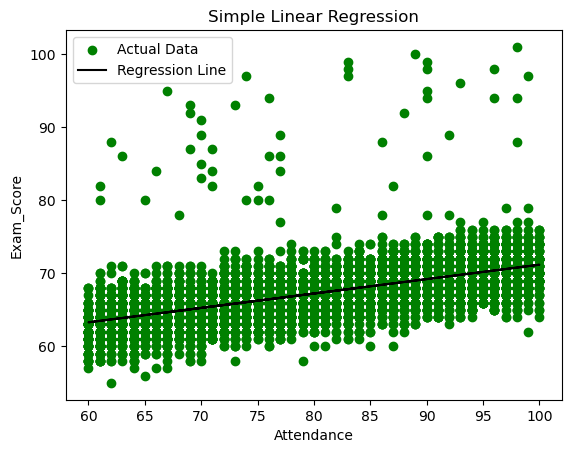 Simple Linear Regression
Actual Data
Regression Line
Exam_Score
100
90
80
70
60
60 65 70 75 80 85 90 95 100
Attendance